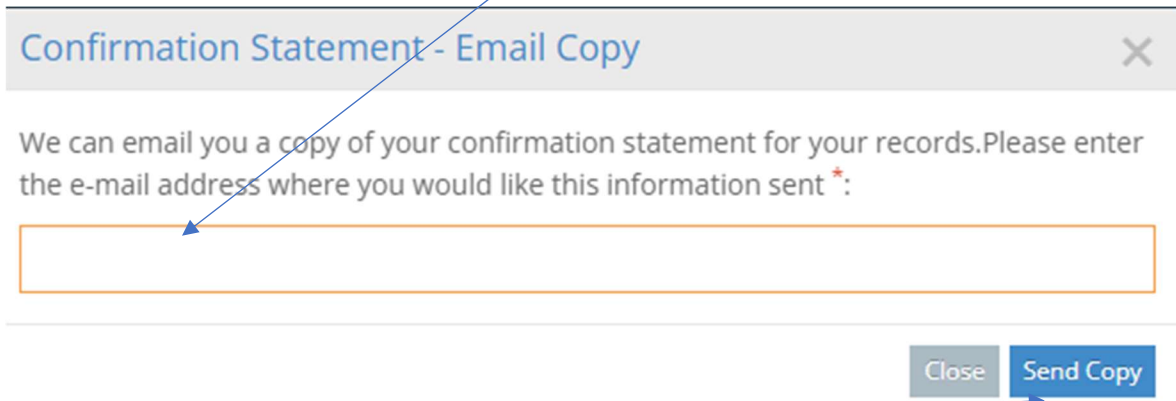 Confirmation Statement - Email Copy
We can email you a copy of your confirmation statement for your records.Please enter
the e-mail address where you would like this information sent *:
Close Send Copy